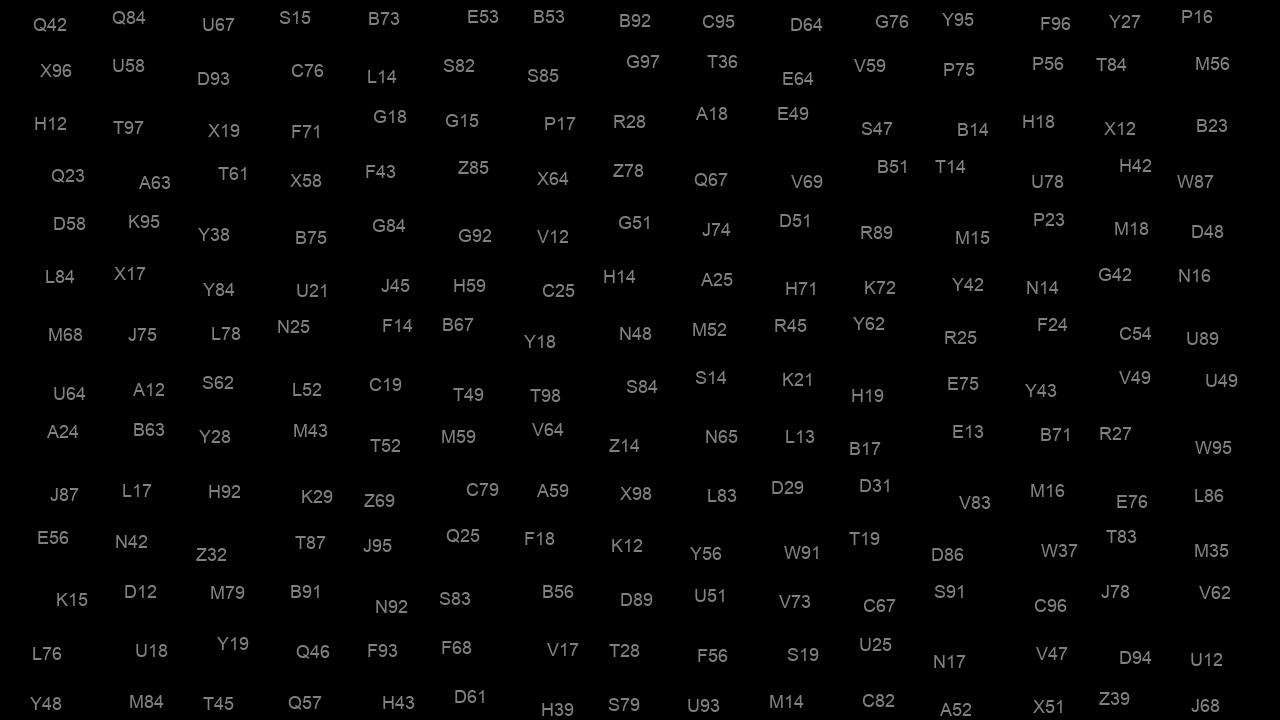 Q42 Q84 U67 S15 B73 E53 B53 B92 C95 D64 G76 Y95 F96 Y27 P16
X96 U58 D93 C76 L14 S82 S85 G97 T36 E64 V59 P75 P56 T84 M56
H12 T97 X19 F71 G18 G15 P17 R28 A18 E49 S47 B14 H18 X12 B23
Q23 A63 T61 X58 F43 Z85 X64 Z78 Q67 V69 B51 T14 U78 H42 W87
D58 K95 Y38 B75 G84 G92 V12 G51 J74 D51 R89 M15 P23 M18 D48
L84 X17 Y84 U21 J45 H59 C25 H14 A25 H71 K72 Y42 N14 G42 N16
M68 J75 L78 N25 F14 B67 Y18 N48 M52 R45 Y62 R25 F24 C54 U89
U64 A12 S62 L52 C19 T49 T98 S84 S14 K21 H19 E75 Y43 V49 U49
A24 B63 Y28 M43 T52 M59 V64 Z14 N65 L13 B17 E13 B71 R27 W95
J87 L17 H92 K29 Z69 C79 A59 X98 L83 D29 D31 V83 M16 E76 L86
E56 N42 Z32 T87 J95 Q25 F18 K12 Y56 W91 T19 D86 W37 T83 M35
K15 D12 M79 B91 N92 S83 B56 D89 U51 V73 C67 S91 C96 J78 V62
L76 U18 Y19 Q46 F93 F68 V17 T28 F56 S19 U25 N17 V47 D94 U12
Y48 M84 T45 Q57 H43 D61 H39 S79 U93 M14 C82 A52 X51 Z39 J68